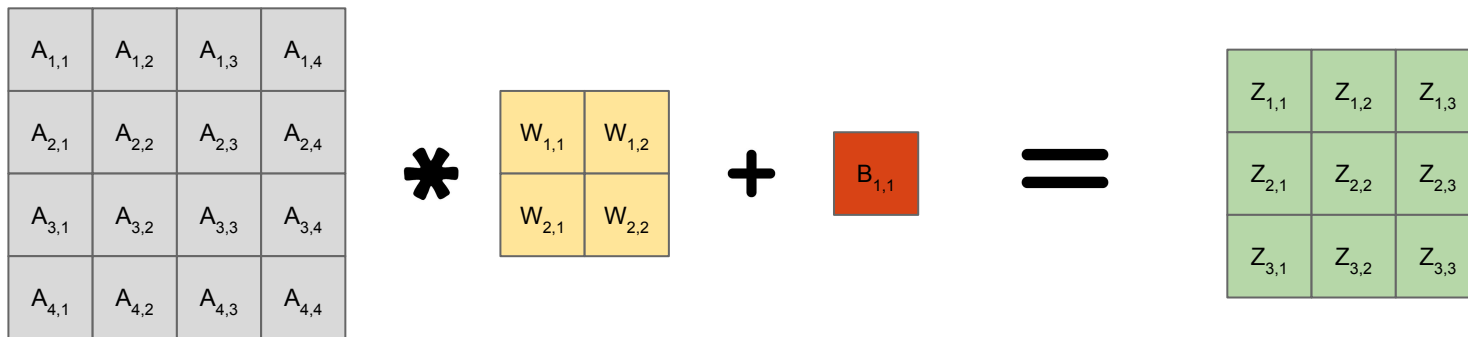 A1,1 A1,2 A1,3 A1,4
A2,1 A2,2 A2,3 A2,4
A3,1 A3,2 A3,3 A3,4
A4,1 A4,2 A4,3 A4,4
*
W1,1 W1,2
W2,1 W2,2
+
B1,1
=
Z1,1 Z1,2 Z1,3
Z2,1 Z2,2 Z2,3
Z3,1 Z3,2 Z3,3